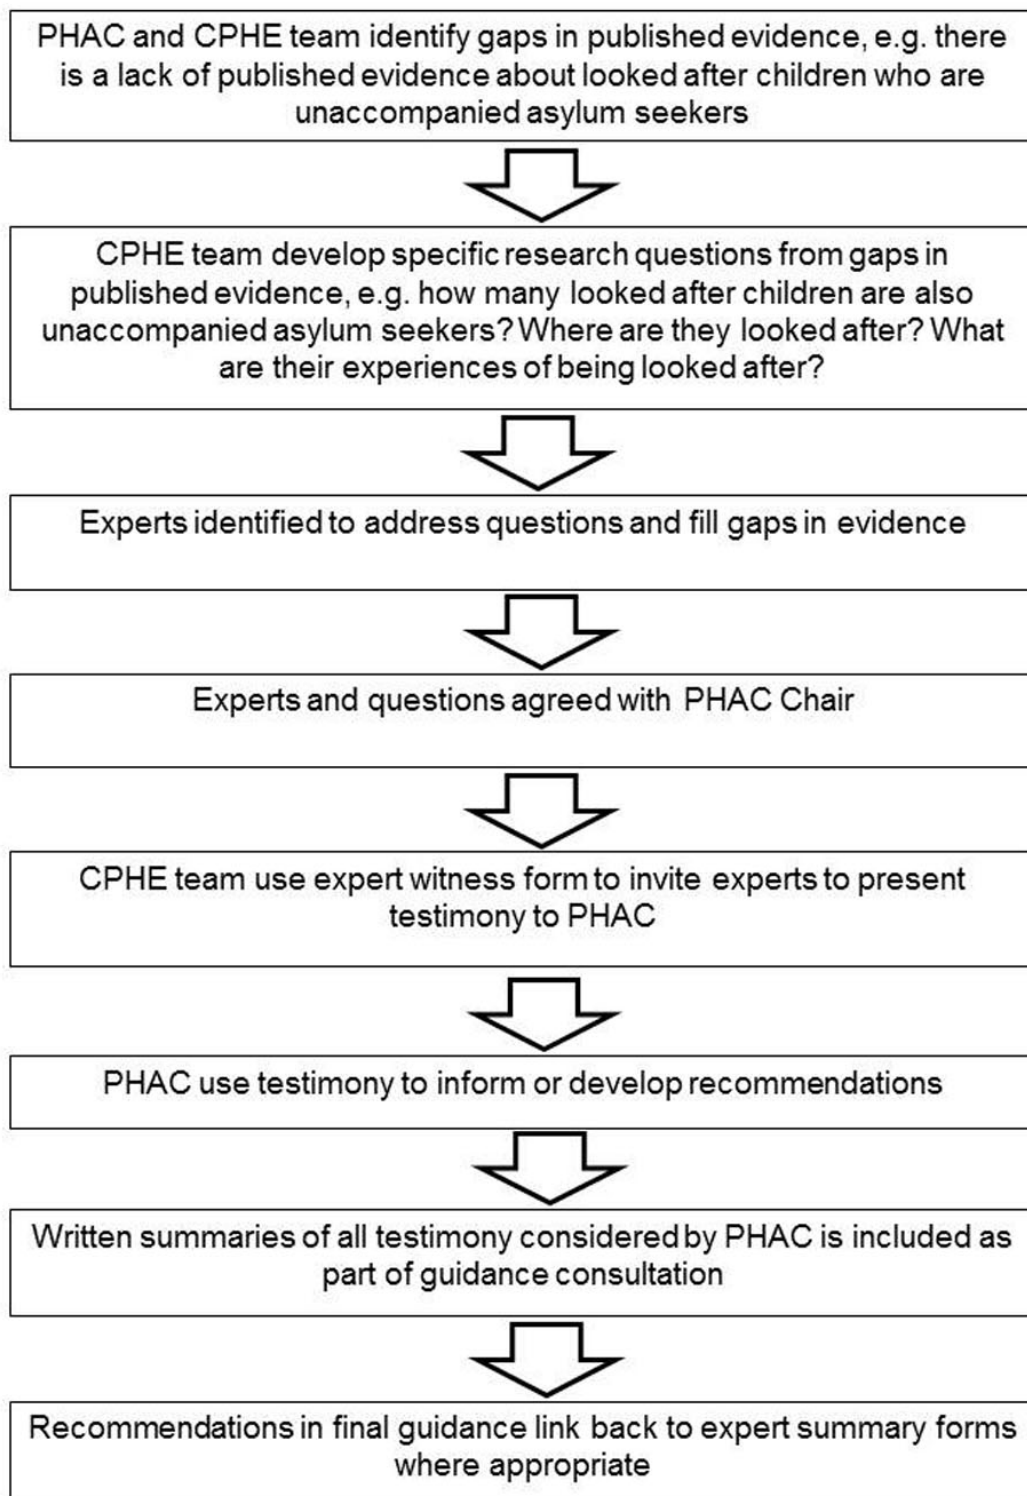 PHAC and CPHE team identify gaps in published evidence, e.g. there
is a lack of published evidence about looked after children who are
unaccompanied asylum seekers
CPHE team develop specific research questions from gaps in
published evidence, e.g. how many looked after children are also
unaccompanied asylum seekers? Where are they looked after? What
are their experiences of being looked after?
Experts identified to address questions and fill gaps in evidence
Experts and questions agreed with PHAC Chair
CPHE team use expert witness form to invite experts to present
testimony to PHAC
PHAC use testimony to inform or develop recommendations
Written summaries of all testimony considered by PHAC is included as
part of guidance consultation
Recommendations in final guidance link back to expert summary forms
where appropriate